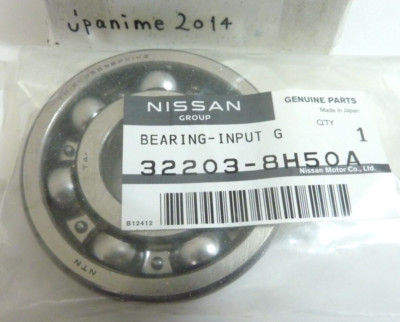 upanime 2014
NISSAN
GROUP
GENUINE PARTS
Made in Japan
QTY
1
BEARING-INPUT G
32203-8H50A
Nissan Motor Co., Ltd.
B12412
NTN